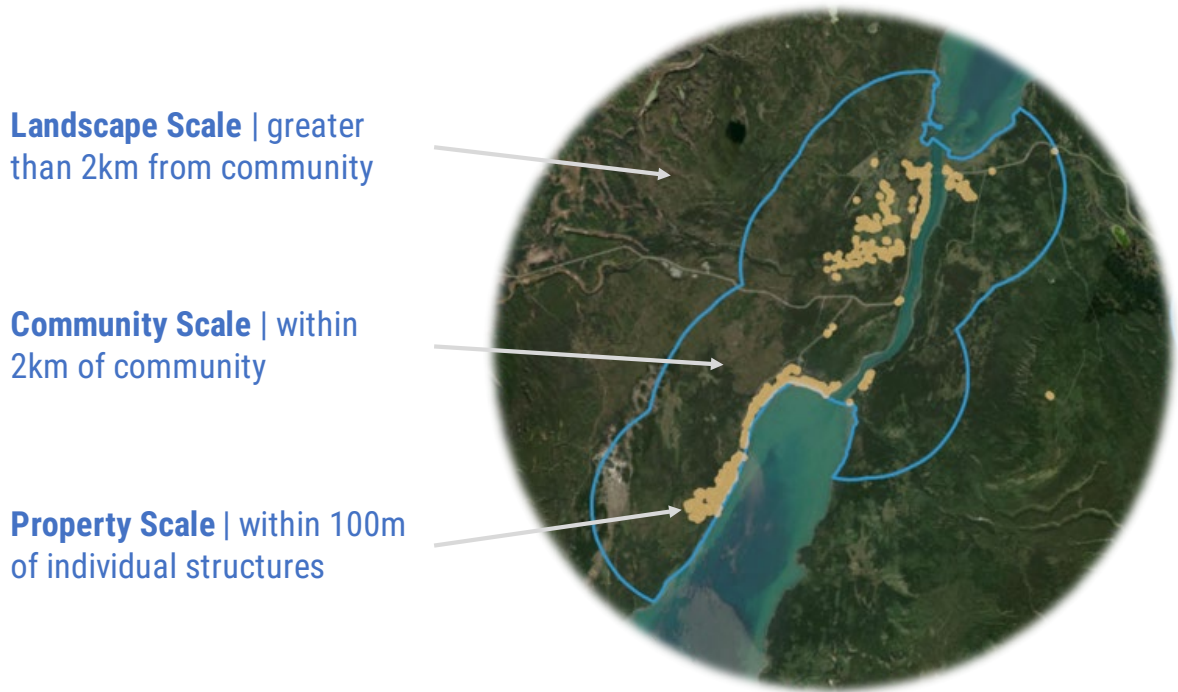 Landscape Scale | greater
than 2km from community
Community Scale | within
2km of community
Property Scale | within 100m
of individual structures